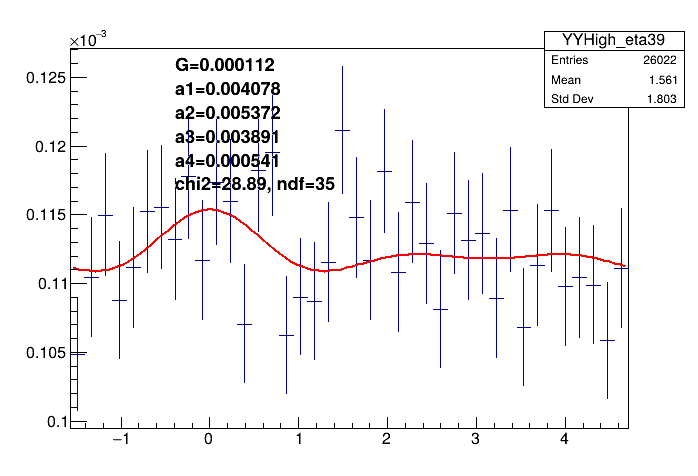 ×10⁻³
YYHigh_eta39
Entries 26022
Mean 1.561
Std Dev 1.803
G=0.000112
a1=0.004078
a2=0.005372
a3=0.003891
a4=0.000541
chi2=28.89, ndf=35
0.125
0.12
0.115
0.11
0.105
0.1
−1 0 1 2 3 4